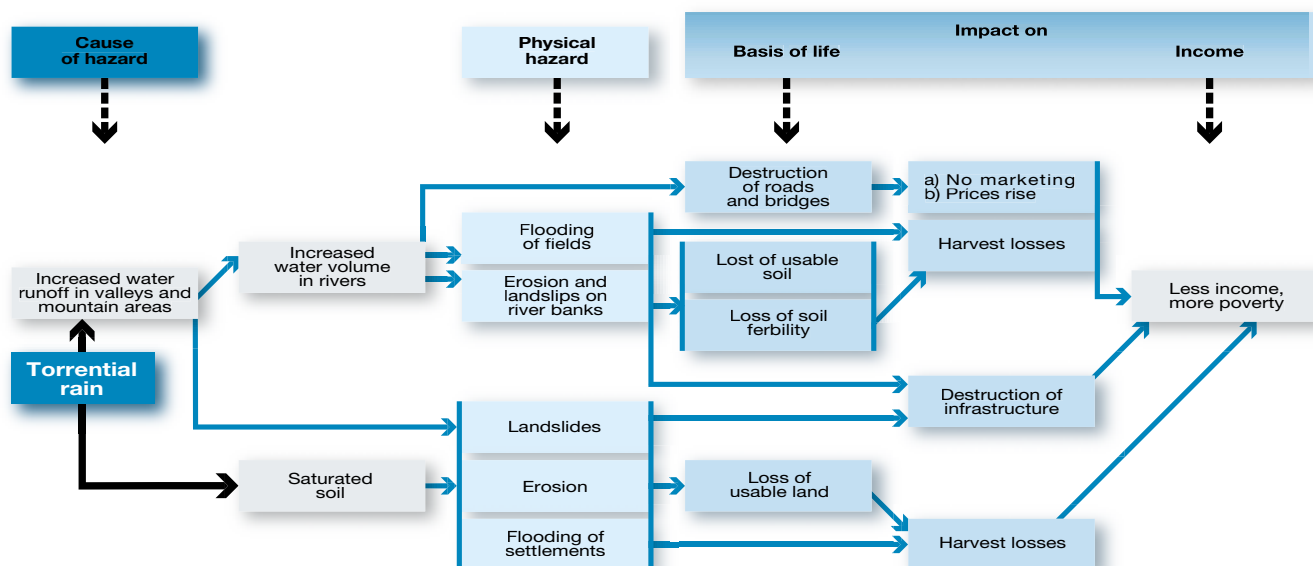 Cause
of hazard
Physical
hazard
Impact on
Basis of life
Income
Destruction
of roads
and bridges
a) No marketing
b) Prices rise
Flooding
of fields
Harvest losses
Increased
water volume
in rivers
Lost of usable
soil
Increased water
runoff in valleys and
mountain areas
Erosion and
landslips on
river banks
Loss of soil
ferbility
Less income,
more poverty
Torrential
rain
Destruction of
infrastructure
Landslides
Saturated
soil
Erosion
Loss of
usable land
Flooding of
settlements
Harvest losses